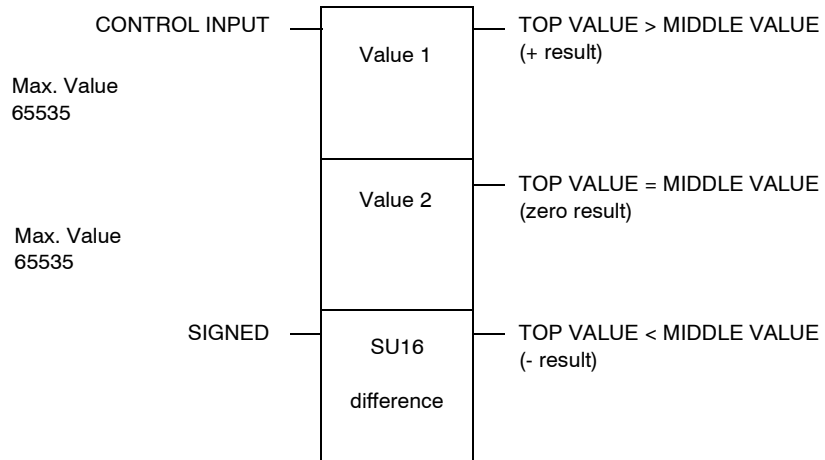 CONTROL INPUT
Max. Value
65535
Value 1
TOP VALUE > MIDDLE VALUE
(+ result)
Max. Value
65535
Value 2
TOP VALUE = MIDDLE VALUE
(zero result)
SIGNED
SU16
difference
TOP VALUE < MIDDLE VALUE
(- result)